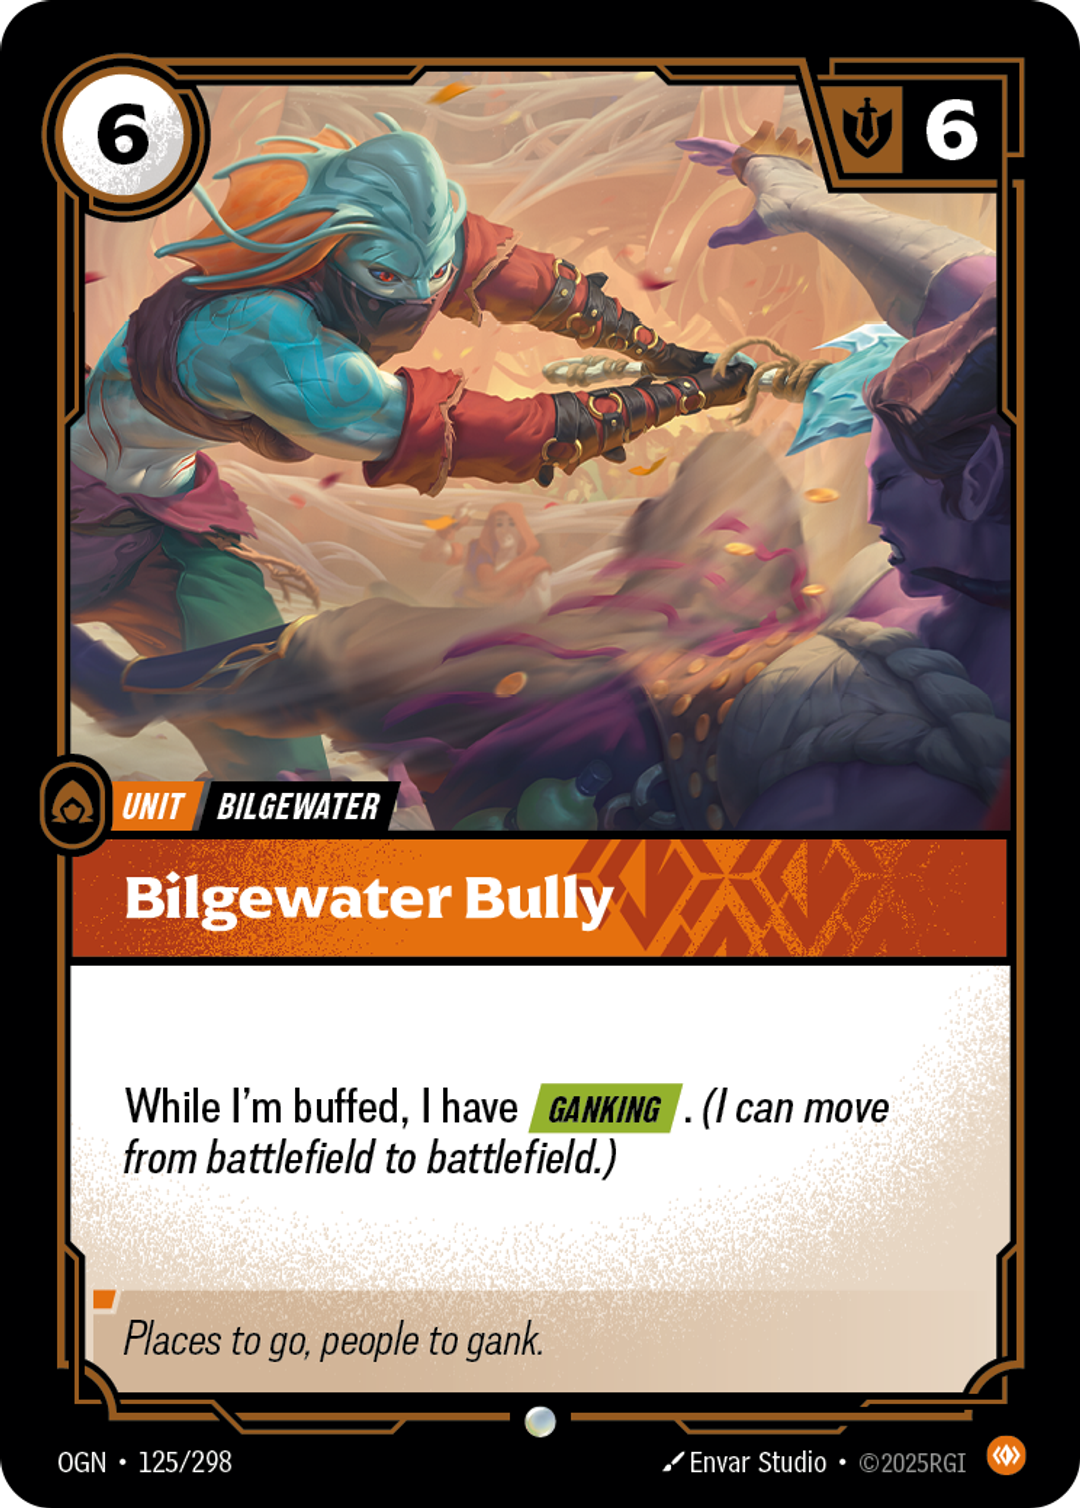 6
6
UNIT BILGEWATER
Bilgewater Bully
While I'm buffed, I have GANKING. (I can move
from battlefield to battlefield.)
Places to go, people to gank.
OGN • 125/298
Envar Studio • ©2025RGI